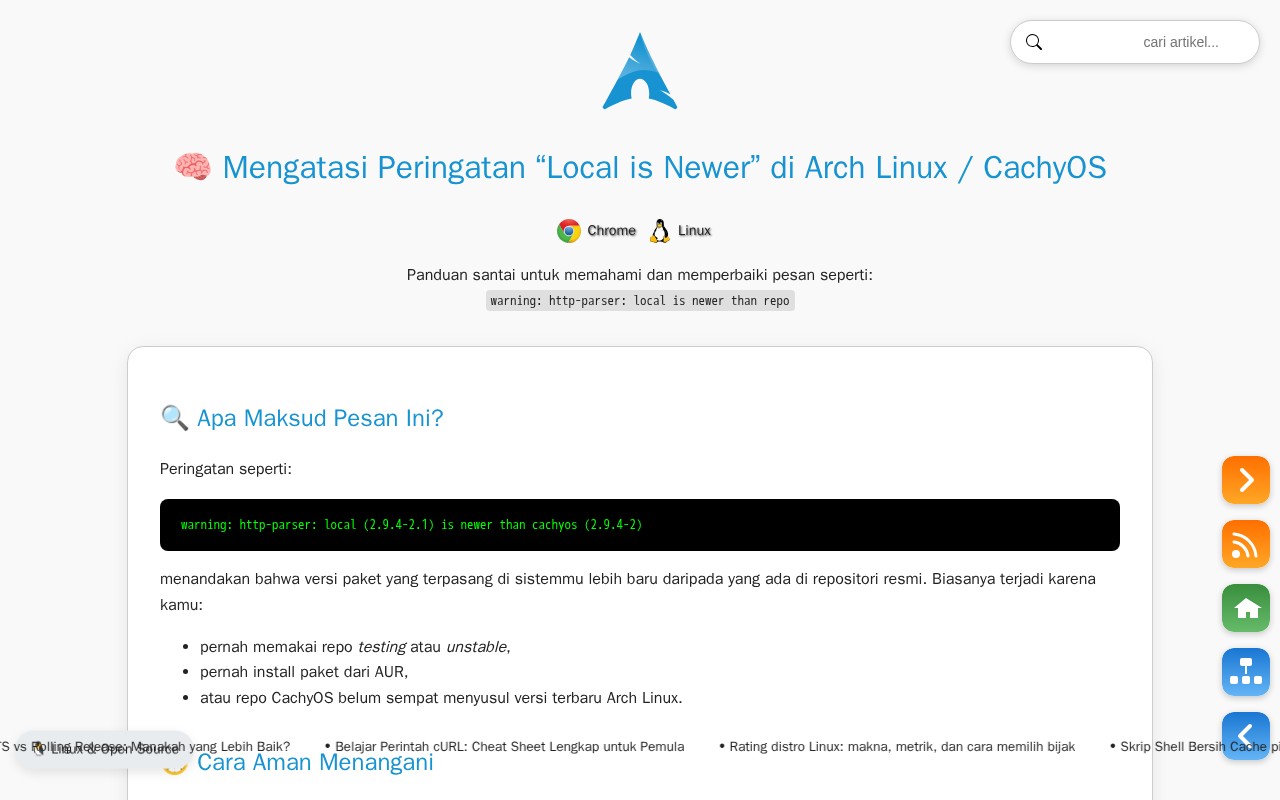 cari artikel...
🧠 Mengatasi Peringatan “Local is Newer” di Arch Linux / CachyOS
Chrome Linux
Panduan santai untuk memahami dan memperbaiki pesan seperti:
warning: http-parser: local is newer than repo
🔍 Apa Maksud Pesan Ini?
Peringatan seperti:
warning: http-parser: local (2.9.4-2.1) is newer than cachyos (2.9.4-2)
menandakan bahwa versi paket yang terpasang di sistemmu lebih baru daripada yang ada di repositori resmi. Biasanya terjadi karena
kamu:
• pernah memakai repo testing atau unstable,
• pernah install paket dari AUR,
• atau repo CachyOS belum sempat menyusul versi terbaru Arch Linux.
vs Rolling Release: Manakah yang Lebih Baik? • Belajar Perintah cURL: Cheat Sheet Lengkap untuk Pemula • Rating distro Linux: makna, metrik, dan cara memilih bijak • Skrip Shell Bersih Cache
Linux & Open Source
Cara Aman Menangani